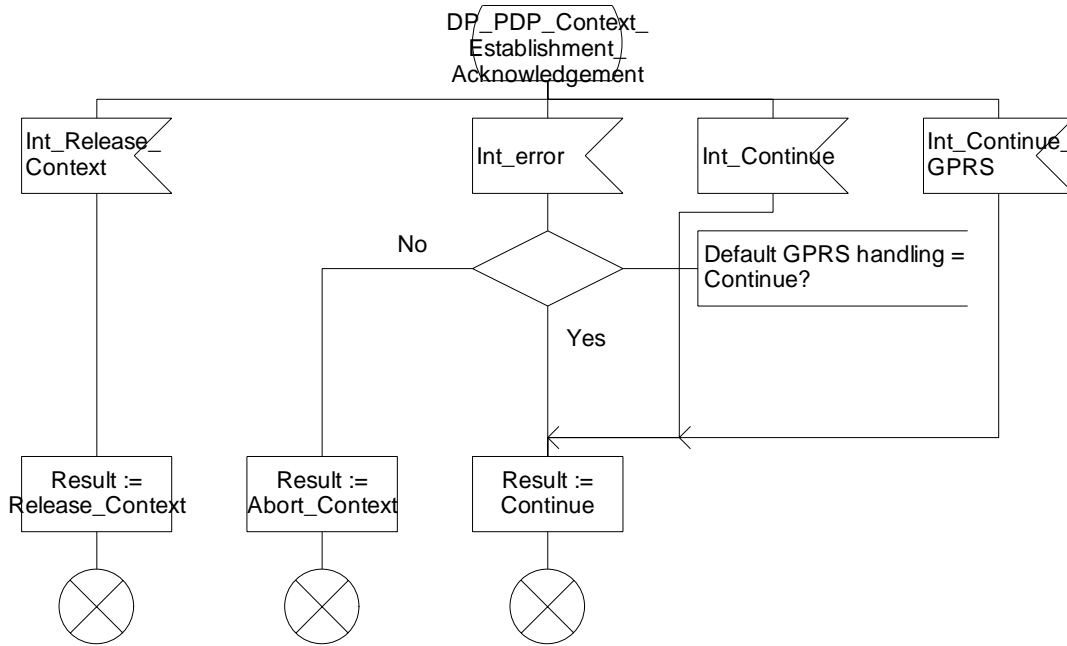 DP_PDP_Context_
Establishment_
Acknowledgement
Int_Release_
Context
Int_error
Int_Continue
Int_Continue_
GPRS
No
Default GPRS handling =
Continue?
Yes
Result :=
Release_Context
Result :=
Abort_Context
Result :=
Continue